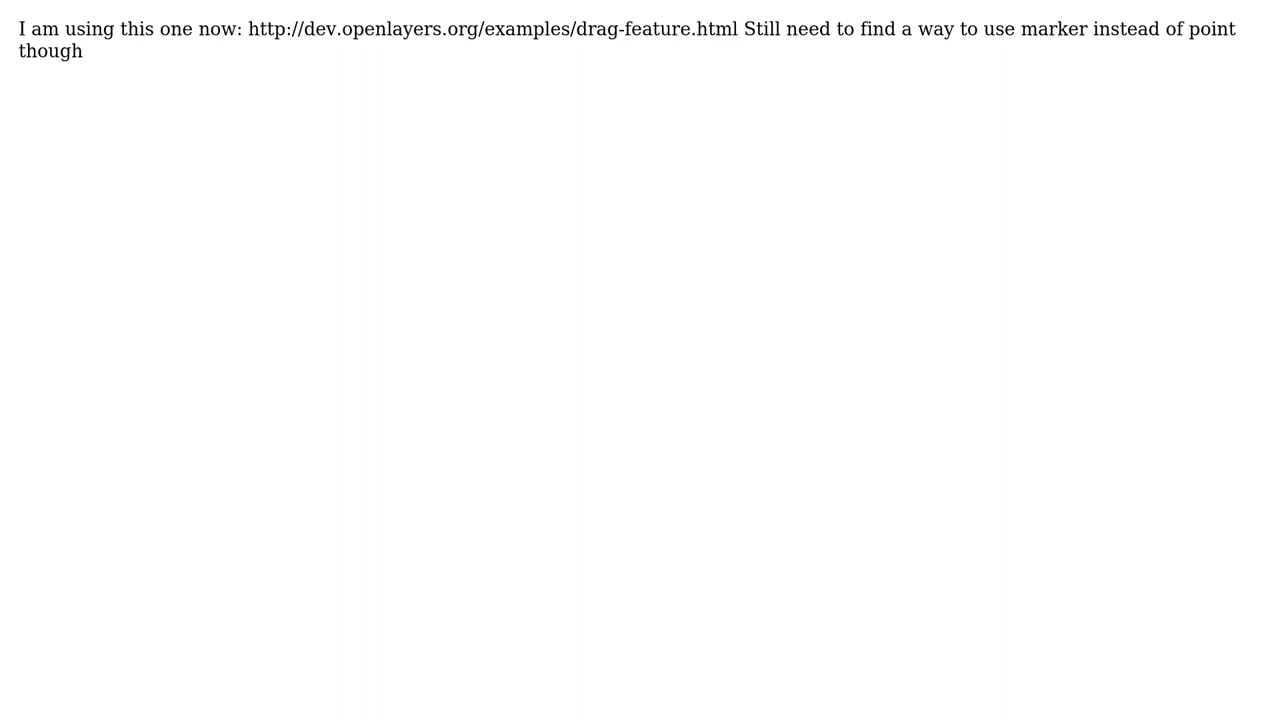 I am using this one now: http://dev.openlayers.org/examples/drag-feature.html Still need to find a way to use marker instead of point
though